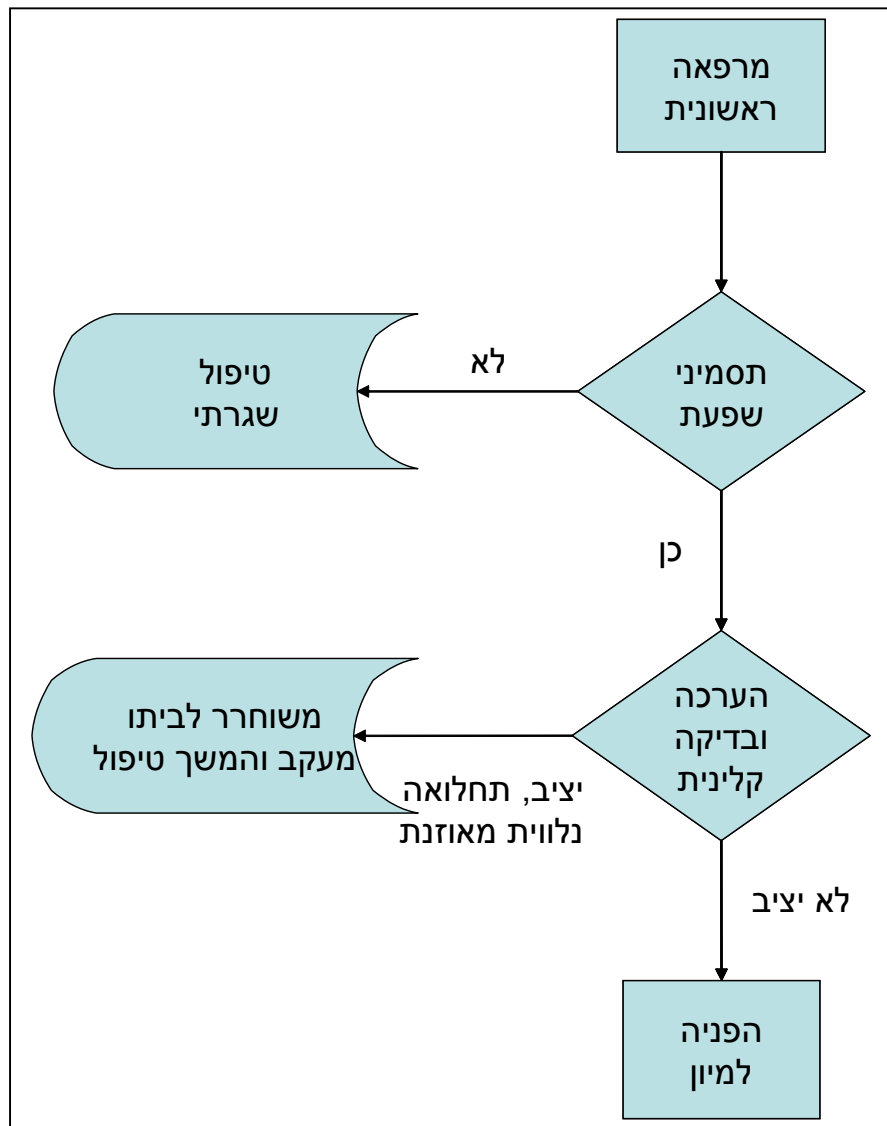 מרפאה
ראשונית
תסמיני
שפעת
לא
טיפול
שגרתי
כן
הערכה
ובדיקה
קלינית
יציב, תחלואה
נלווית מאוזנת
משוחרר לביתו
מעקב והמשך טיפול
לא יציב
הפניה
למיון